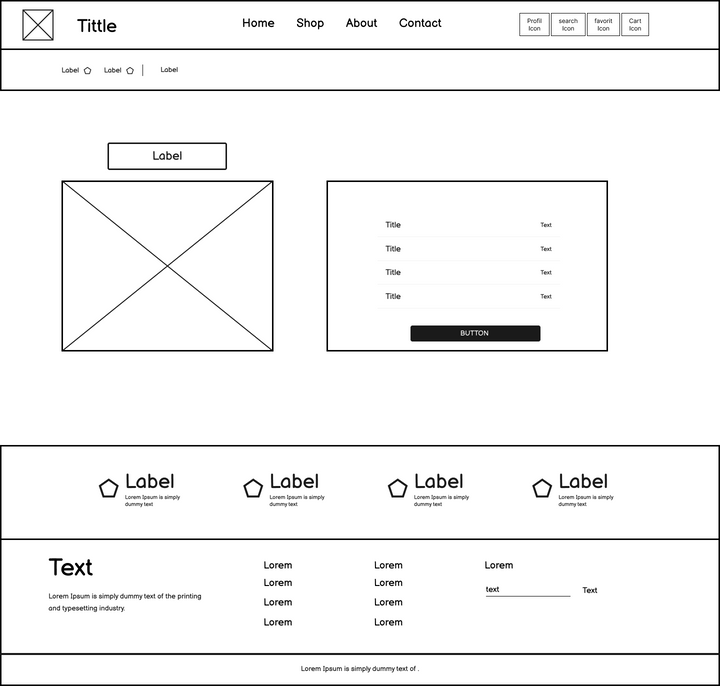 Tittle
Home Shop About Contact
Profil Icon
search Icon
favorit Icon
Cart Icon
Label Label Label
Label
Title Text
Title Text
Title Text
Title Text
BUTTON
Label
Lorem Ipsum is simply
dummy text
Label
Lorem Ipsum is simply
dummy text
Label
Lorem Ipsum is simply
dummy text
Label
Lorem Ipsum is simply
dummy text
Text
Lorem Ipsum is simply dummy text of the printing
and typesetting industry.
Lorem
Lorem
Lorem
Lorem
Lorem
Lorem
Lorem
Lorem
Lorem
text Text
Lorem Ipsum is simply dummy text of .